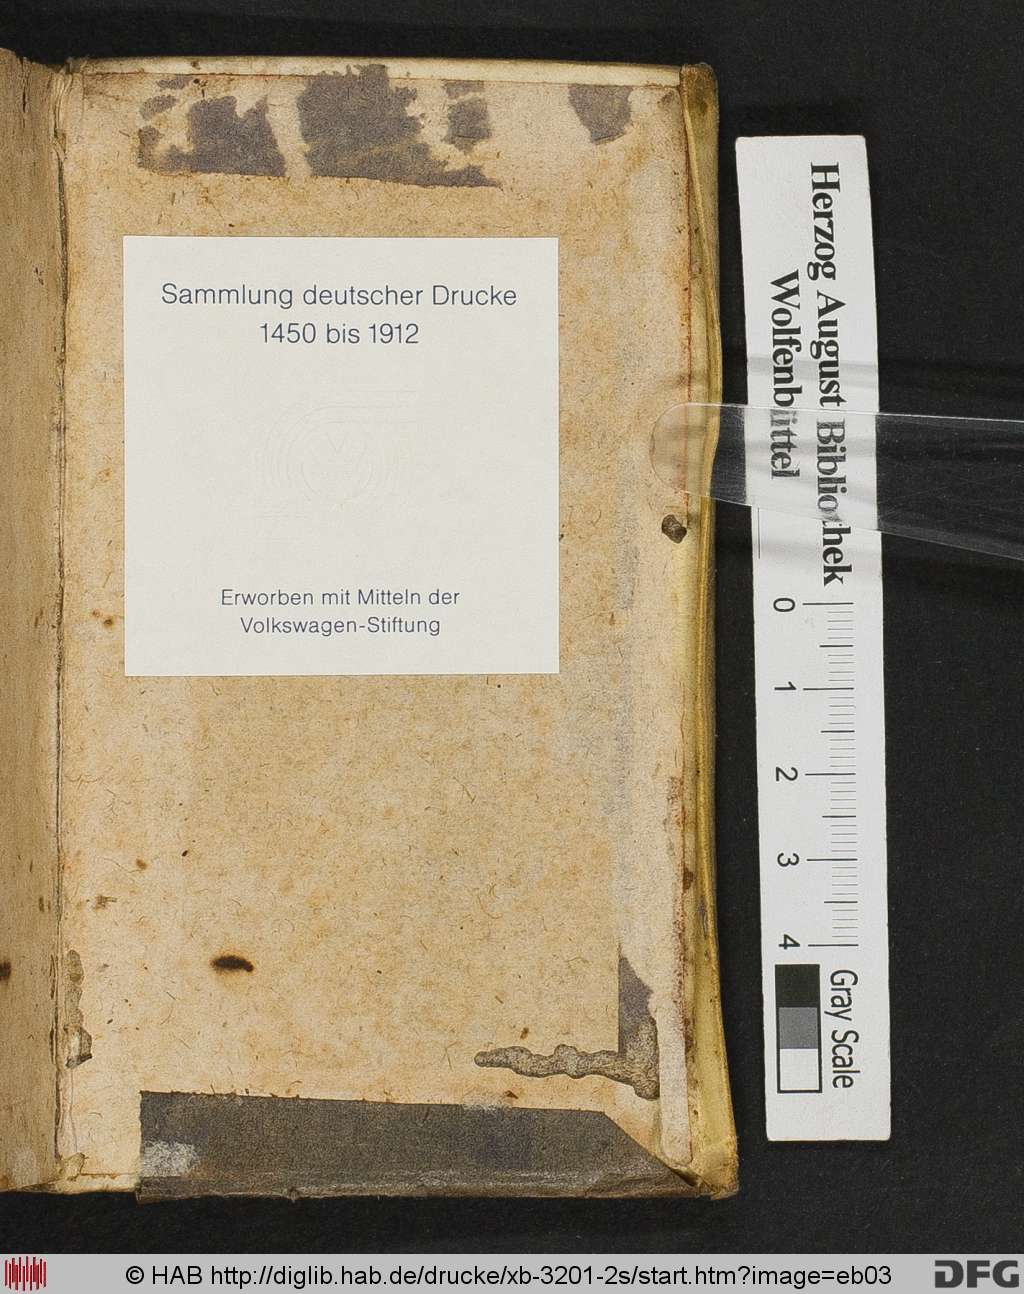 Sammlung deutscher Drucke
1450 bis 1912
Erworben mit Mitteln der
Volkswagen-Stiftung
Herzog August Bibliothek
Wolfenbüttel
0
1
2
3
4
Gray Scale
© HAB http://diglib.hab.de/drucke/xb-3201-2s/start.htm?image=eb03
DFG